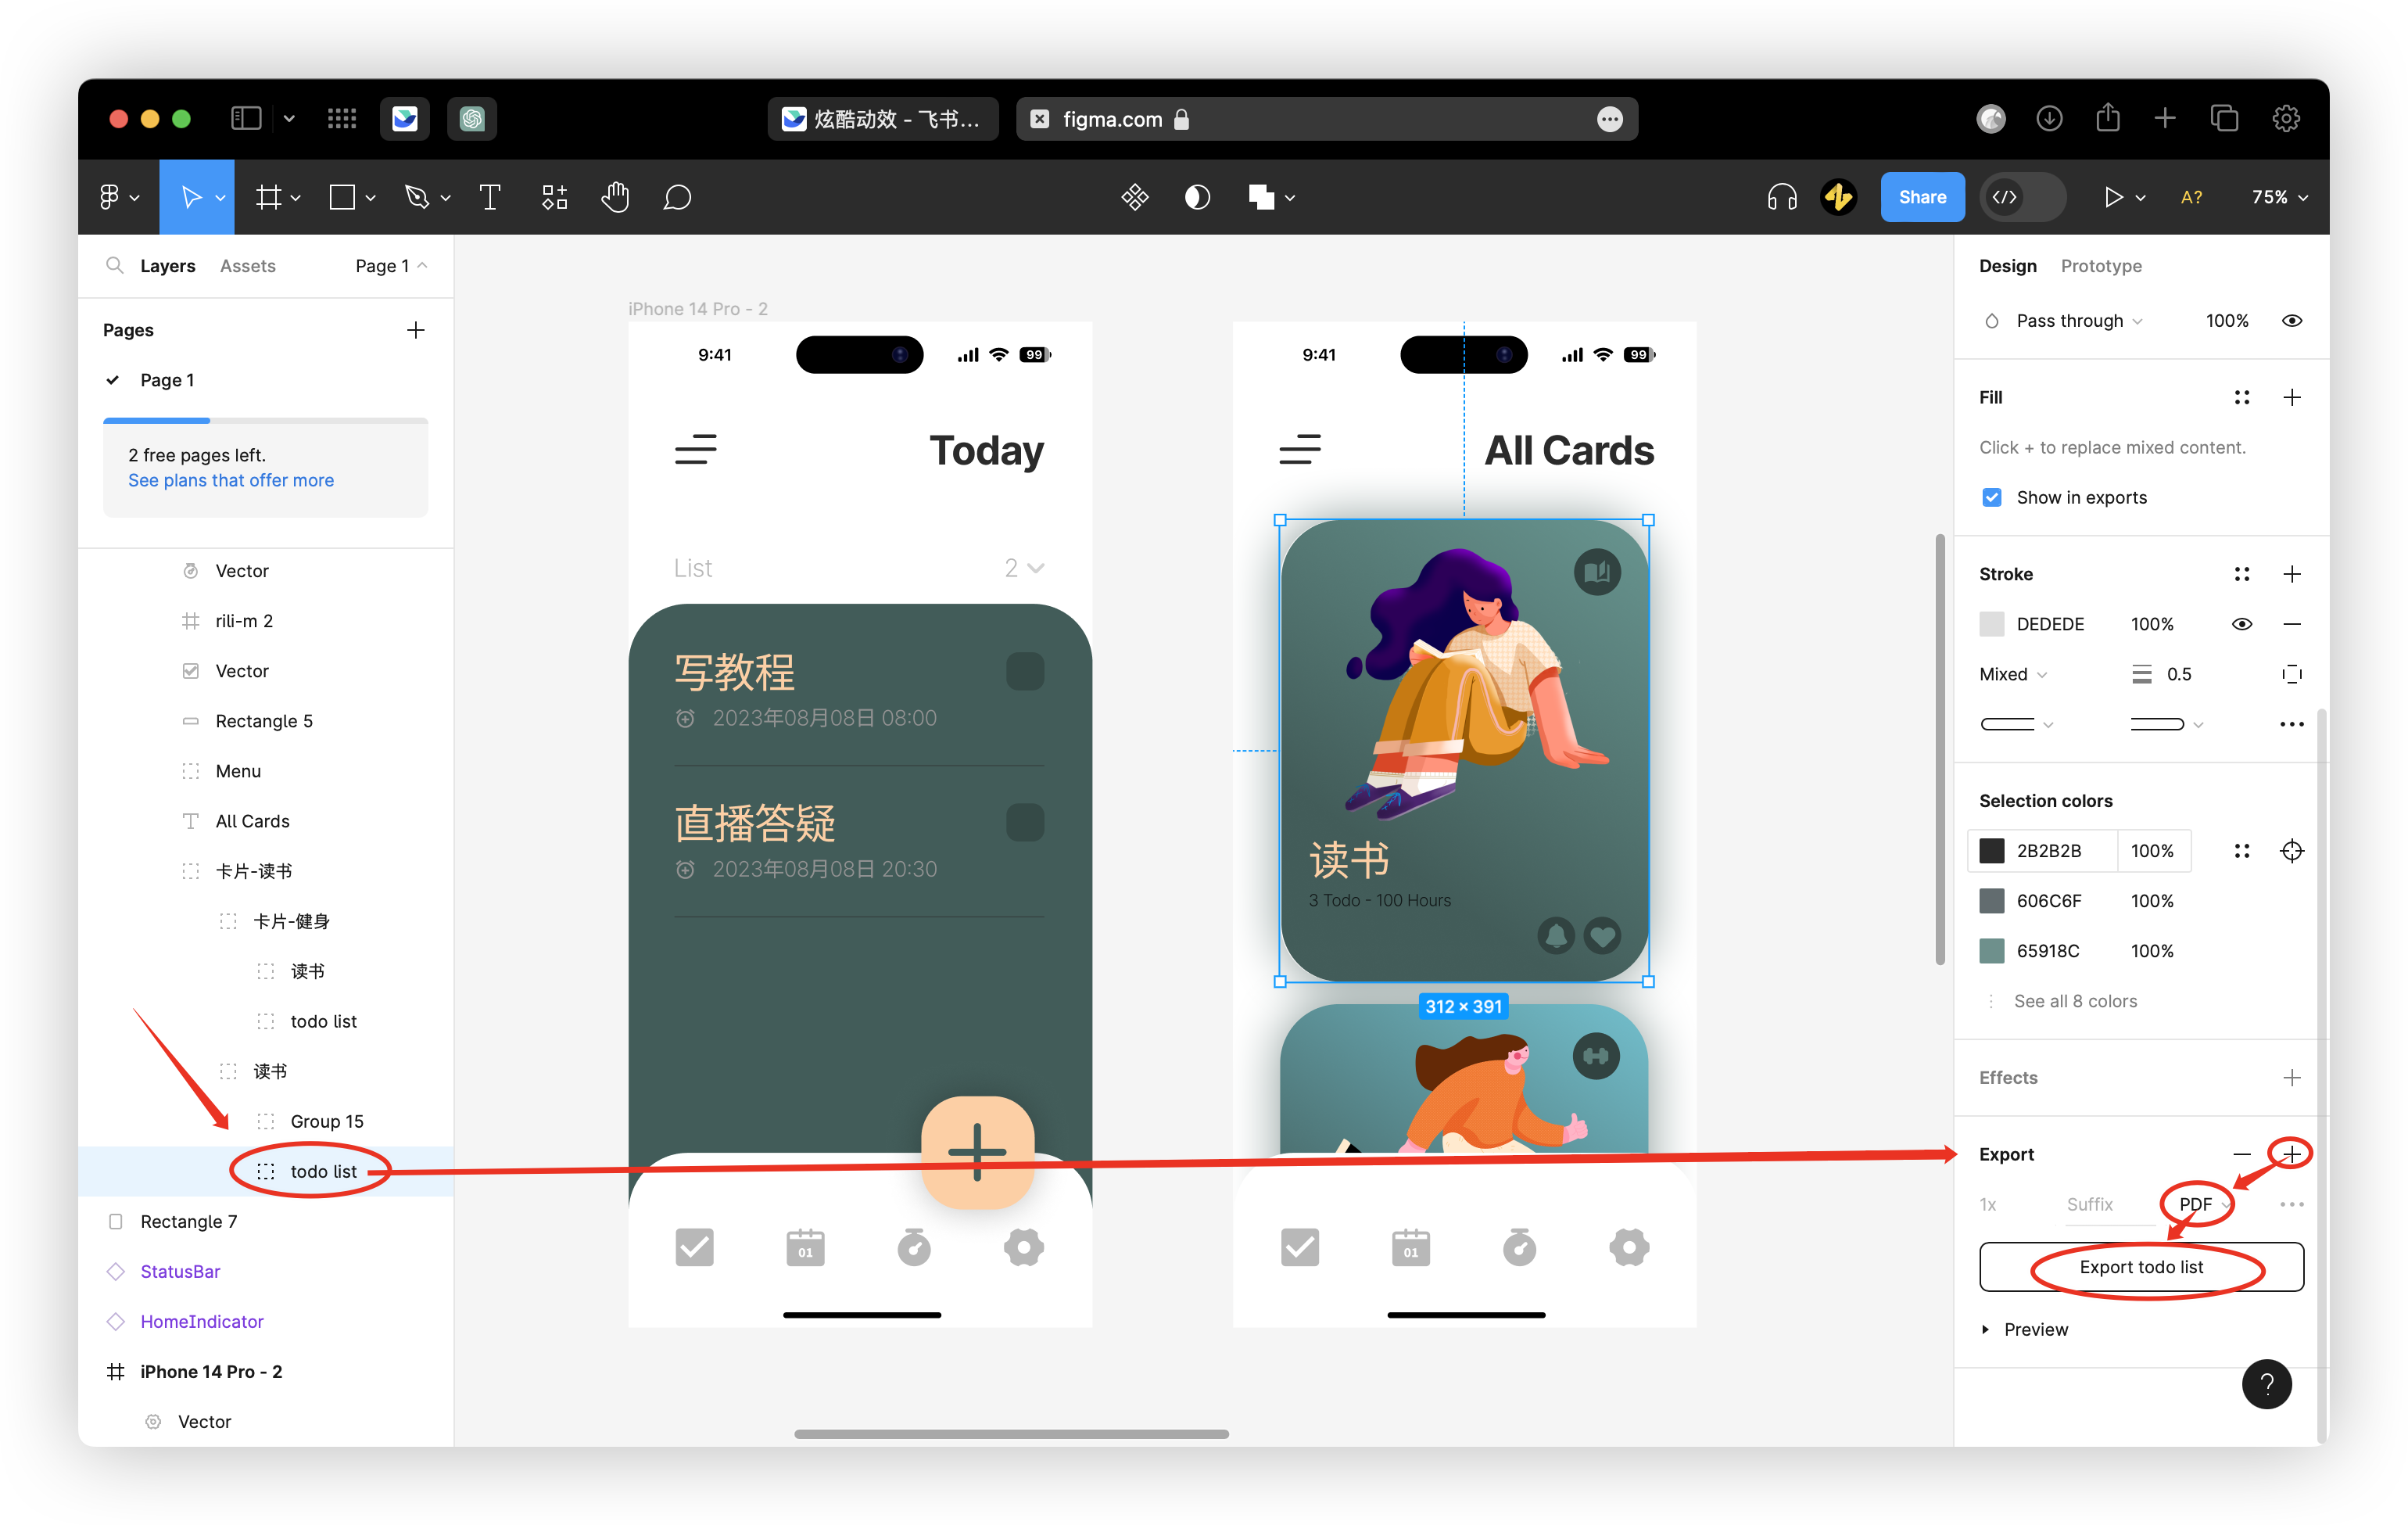 炫酷动效 - 飞书...
figma.com
Share
A?
75%
Layers
Assets
Page 1
Pages
Page 1
2 free pages left.
See plans that offer more
Vector
rili-m 2
Vector
Rectangle 5
Menu
All Cards
卡片-读书
卡片-健身
读书
todo list
读书
Group 15
todo list
Rectangle 7
StatusBar
HomeIndicator
iPhone 14 Pro - 2
Vector
iPhone 14 Pro - 2
9:41
99
Today
List
2
写教程
2023年08月08日 08:00
直播答疑
2023年08月08日 20:30
01
9:41
99
All Cards
读书
3 Todo - 100 Hours
312 × 391
01
Design
Prototype
Pass through
100%
Fill
Click + to replace mixed content.
Show in exports
Stroke
DEDEDE
100%
Mixed
0.5
Selection colors
2B2B2B
100%
606C6F
100%
65918C
100%
See all 8 colors
Effects
Export
1x
Suffix
PDF
Export todo list
Preview
?